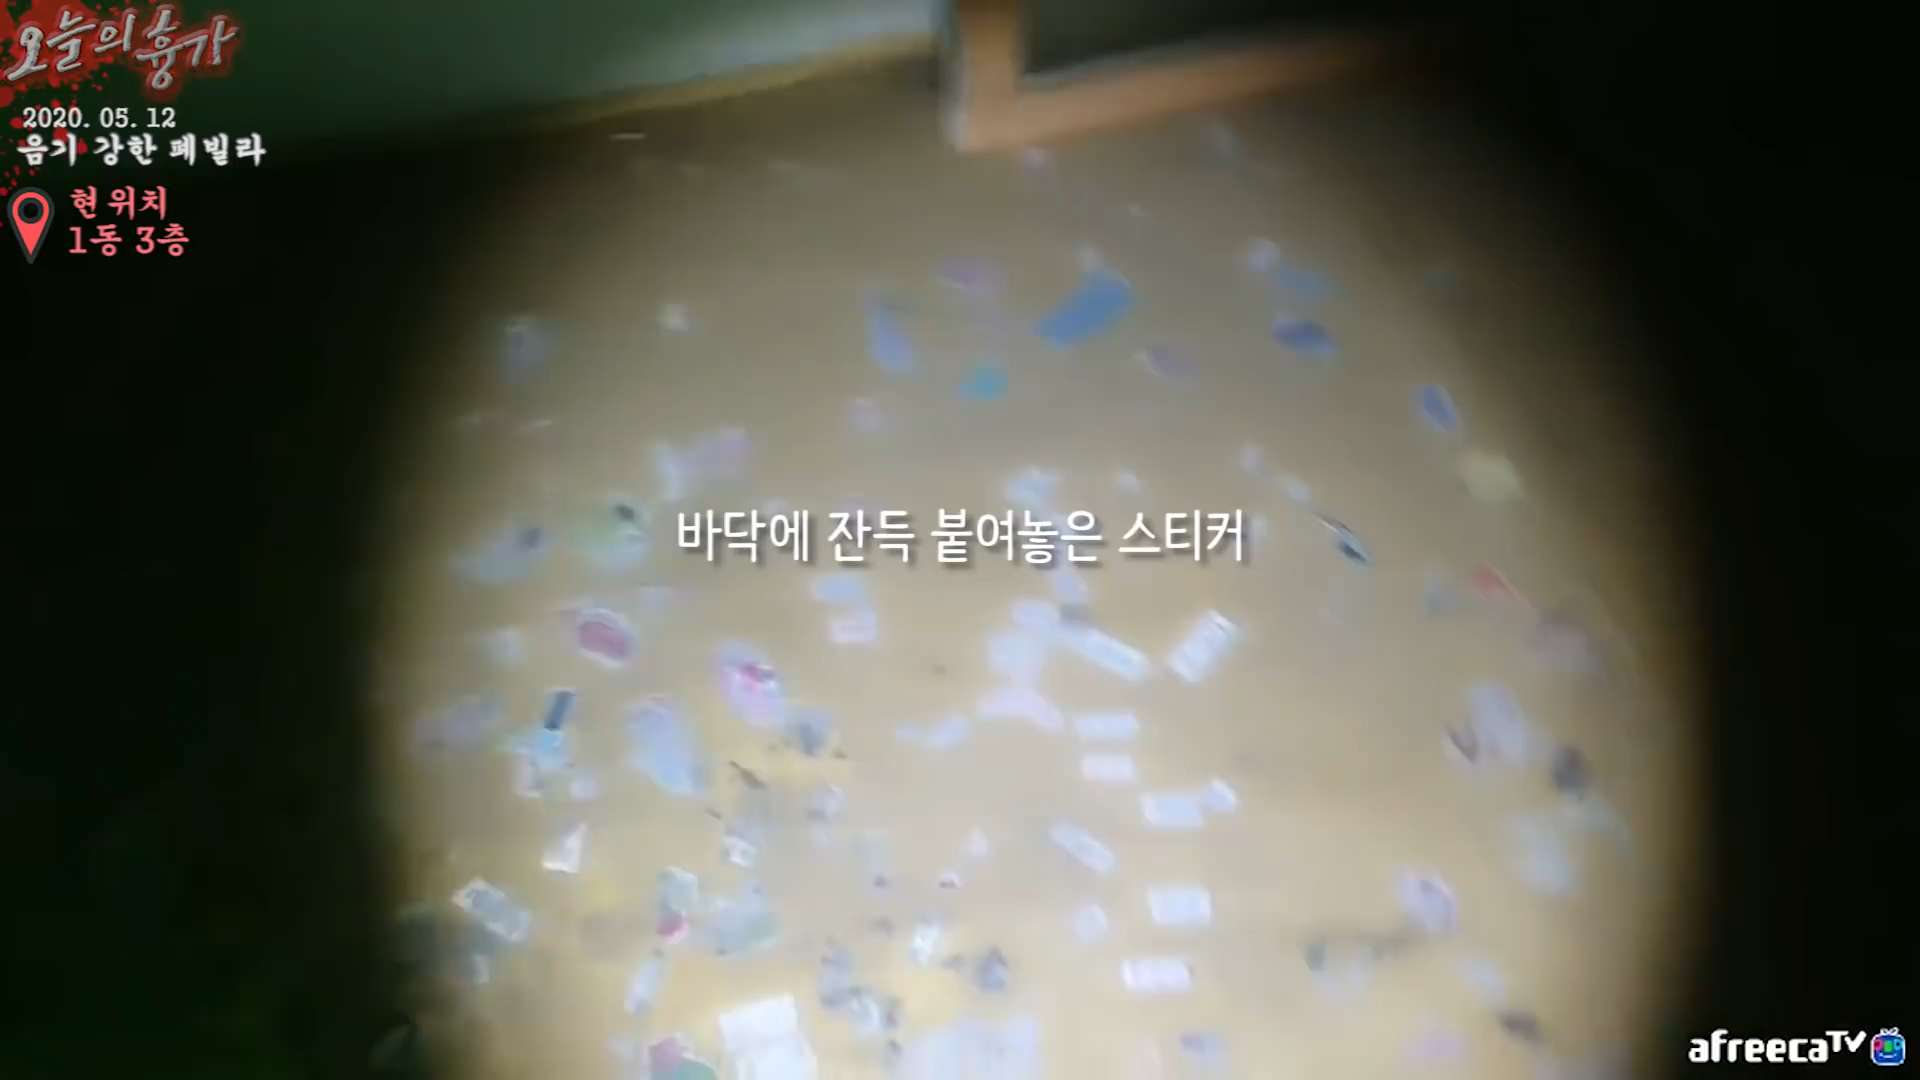 오늘의 흉가
2020. 05. 12
음기 강한 폐빌라
현 위치
1동 3층
바닥에 잔득 붙여놓은 스티커
afreecaTV